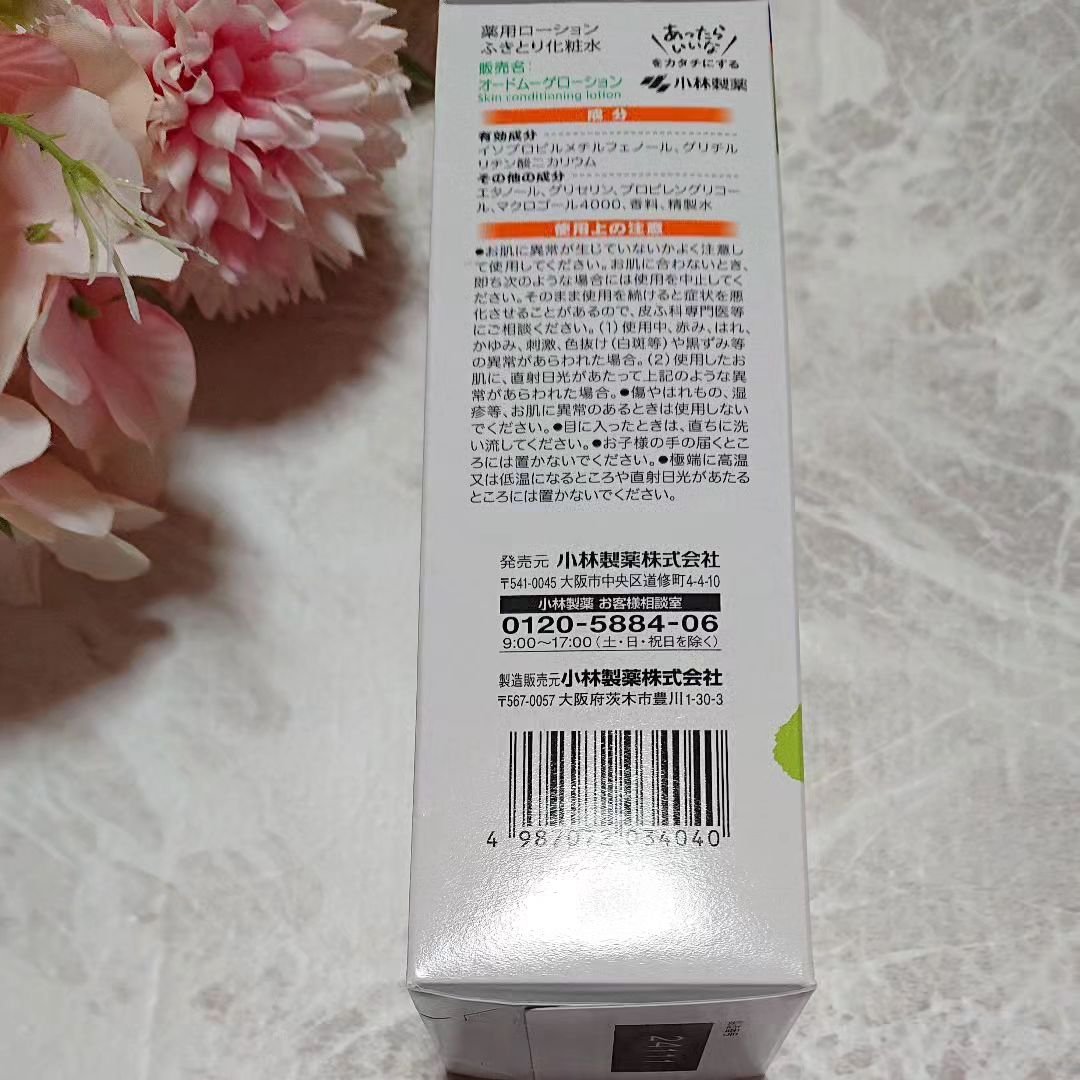 薬用ローション
ふきとり化粧水
販売名:
オードムーゲローション
Skin conditioning lotion
あったら
いいな
をカタチにする
小林製薬
成分
有効成分
イソプロピルメチルフェノール、グリチル
リチン酸ニカリウム
その他の成分
エタノール、グリセリン、プロピレングリコー
ル、マクロゴール4000、香料、精製水
使用上の注意
●お肌に異常が生じていないかよく注意し
て使用してください。お肌に合わないとき、
即ち次のような場合には使用を中止してく
ださい。そのまま使用を続けると症状を悪
化させることがあるので、皮ふ科専門医等
にご相談ください。(1)使用中、赤み、はれ、
かゆみ、刺激、色抜け(白斑等)や黒ずみ等
の異常があらわれた場合。(2)使用したお
肌に、直射日光があたって上記のような異
常があらわれた場合。●傷やはれもの、湿
疹等、お肌に異常のあるときは使用しない
でください。●目に入ったときは、直ちに洗
い流してください。●お子様の手の届くとこ
ろには置かないでください。●極端に高温
又は低温になるところや直射日光があたる
ところには置かないでください。
発売元 小林製薬株式会社
〒541-0045 大阪市中央区道修町4-4-10
小林製薬 お客様相談室
0120-5884-06
9:00〜17:00(土・日・祝日を除く)
製造販売元 小林製薬株式会社
〒567-0057 大阪府茨木市豊川1-30-3
4 987072 034040